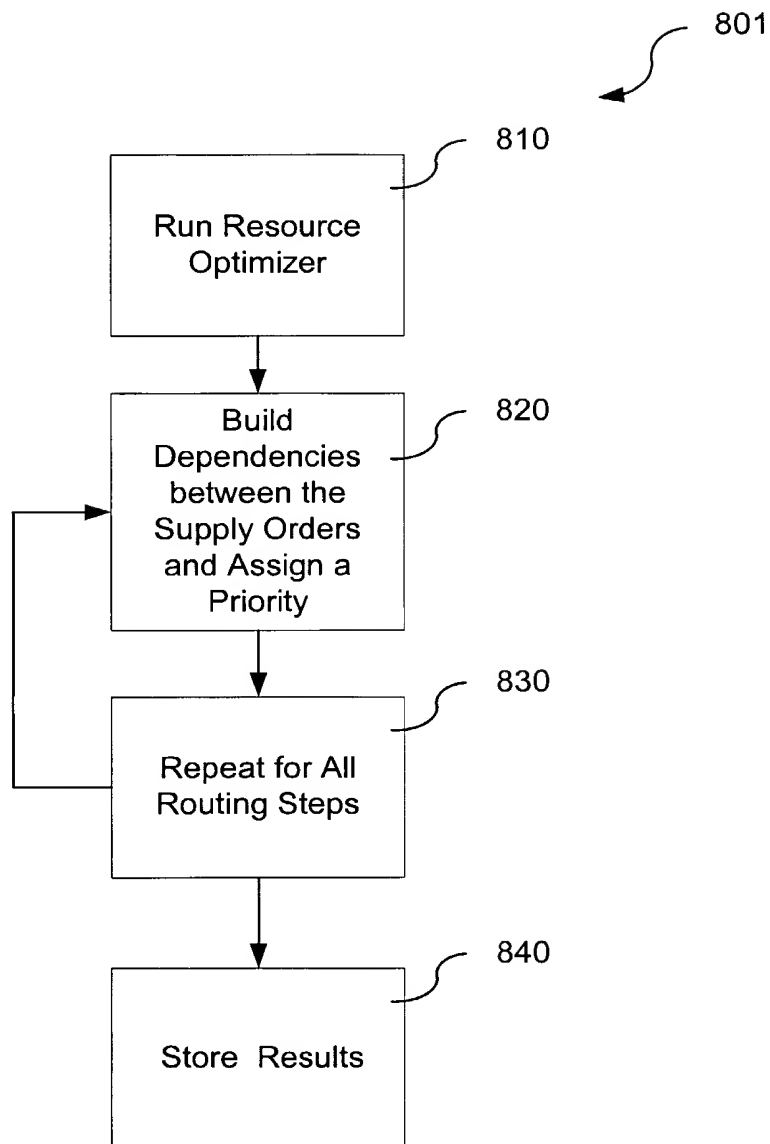 801
810
Run Resource
Optimizer
820
Build
Dependencies
between the
Supply Orders
and Assign a
Priority
830
Repeat for All
Routing Steps
840
Store Results